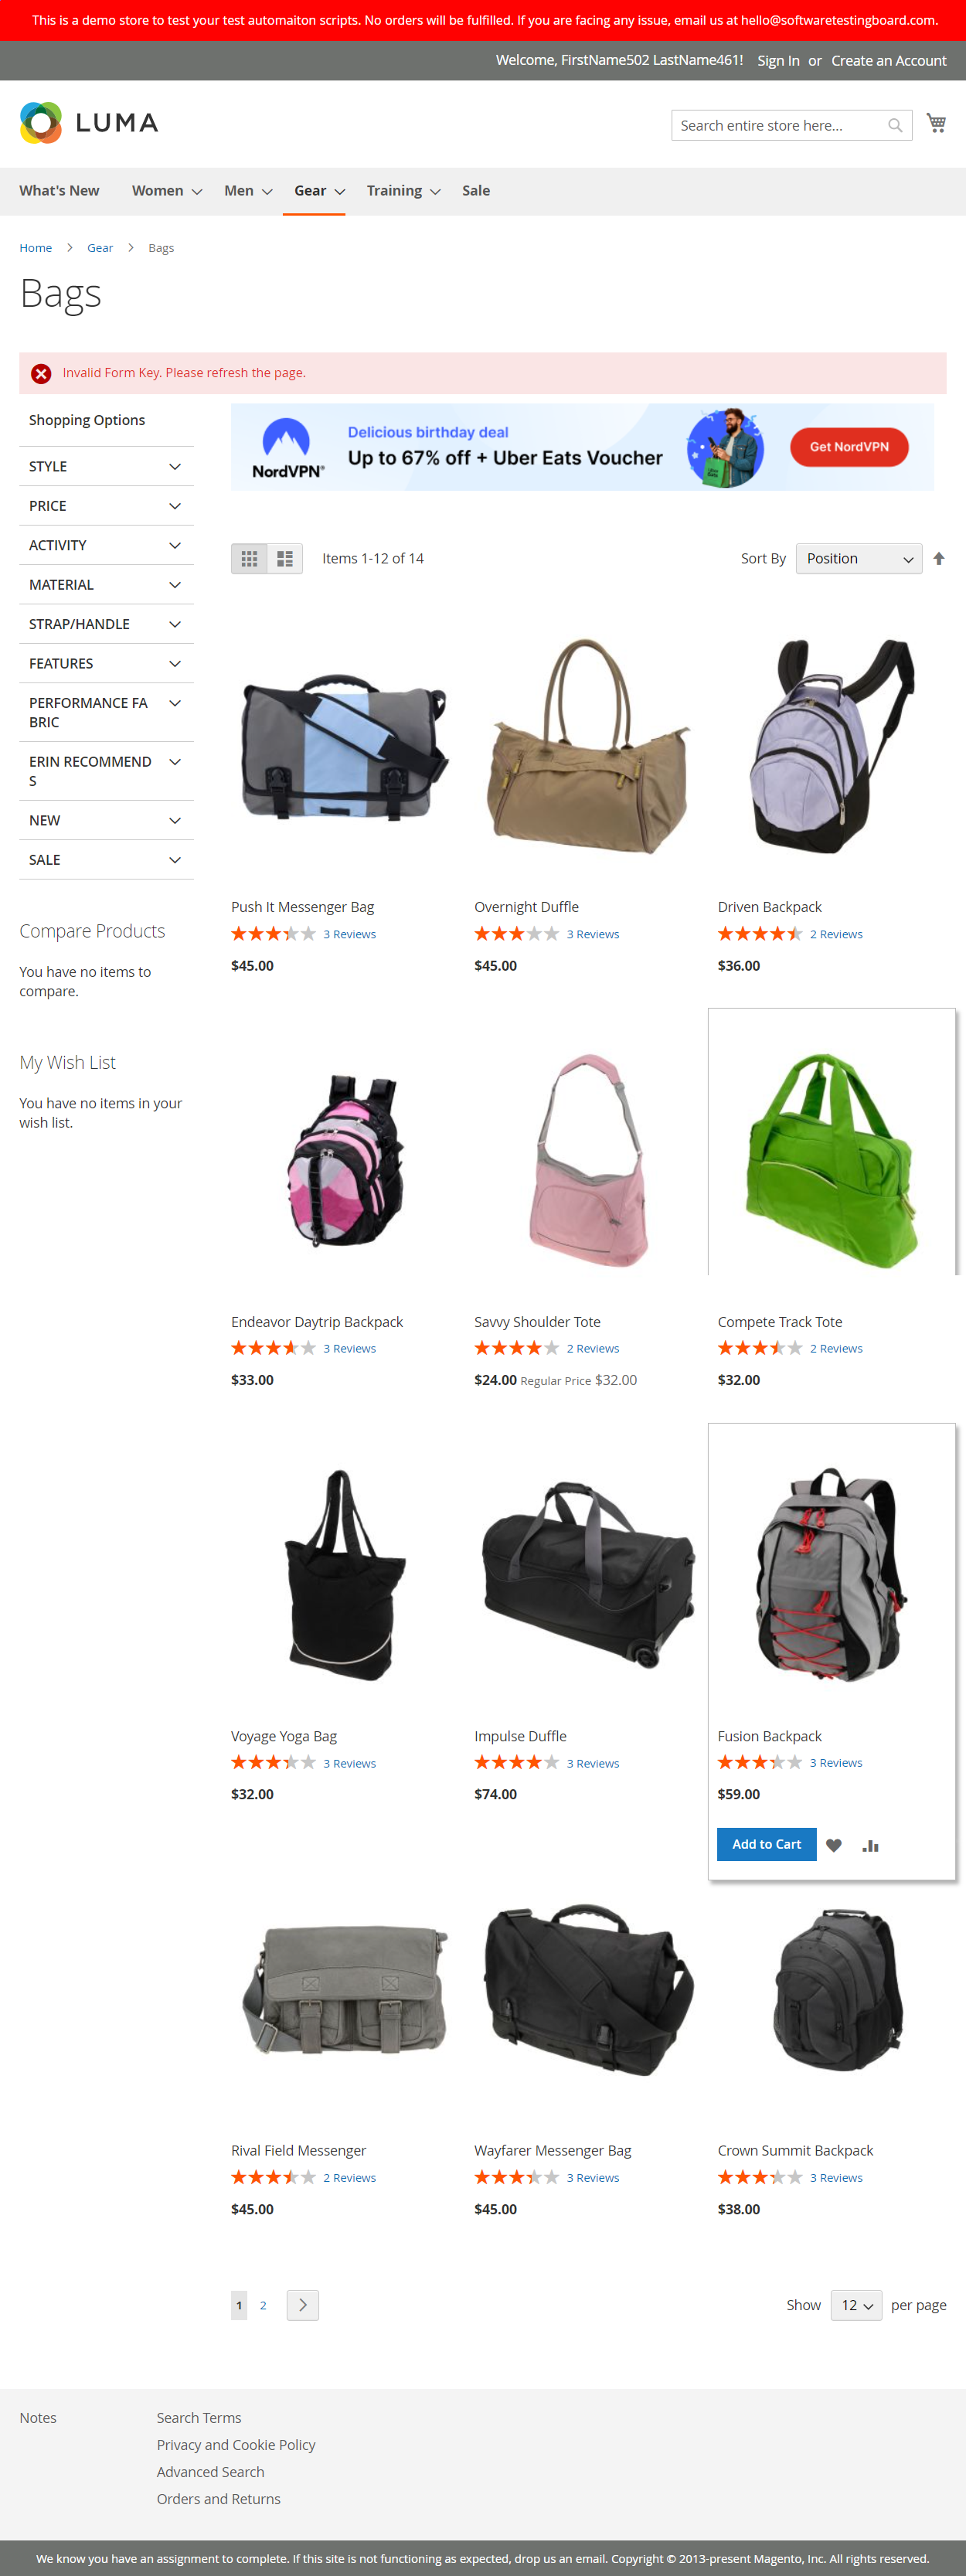 This is a demo store to test your test automaiton scripts. No orders will be fulfilled. If you are facing any issue, email us at hello@softwaretestingboard.com.
Welcome, FirstName502 LastName461! Sign In or Create an Account
LUMA
Search entire store here...
What's New Women Men Gear Training Sale
Home Gear Bags
Bags
Invalid Form Key. Please refresh the page.
Shopping Options
STYLE
PRICE
ACTIVITY
MATERIAL
STRAP/HANDLE
FEATURES
PERFORMANCE FA
BRIC
ERIN RECOMMEND
S
NEW
SALE
Compare Products
You have no items to
compare.
My Wish List
You have no items in your
wish list.
NordVPN®
Delicious birthday deal
Up to 67% off + Uber Eats Voucher
Get NordVPN
Items 1-12 of 14
Sort By Position
Push It Messenger Bag
3 Reviews
$45.00
Overnight Duffle
3 Reviews
$45.00
Driven Backpack
2 Reviews
$36.00
Endeavor Daytrip Backpack
3 Reviews
$33.00
Savvy Shoulder Tote
2 Reviews
$24.00 Regular Price $32.00
Compete Track Tote
2 Reviews
$32.00
Voyage Yoga Bag
3 Reviews
$32.00
Impulse Duffle
3 Reviews
$74.00
Fusion Backpack
3 Reviews
$59.00
Add to Cart
Rival Field Messenger
2 Reviews
$45.00
Wayfarer Messenger Bag
3 Reviews
$45.00
Crown Summit Backpack
3 Reviews
$38.00
1 2
Show 12 per page
Notes
Search Terms
Privacy and Cookie Policy
Advanced Search
Orders and Returns
We know you have an assignment to complete. If this site is not functioning as expected, drop us an email. Copyright © 2013-present Magento, Inc. All rights reserved.